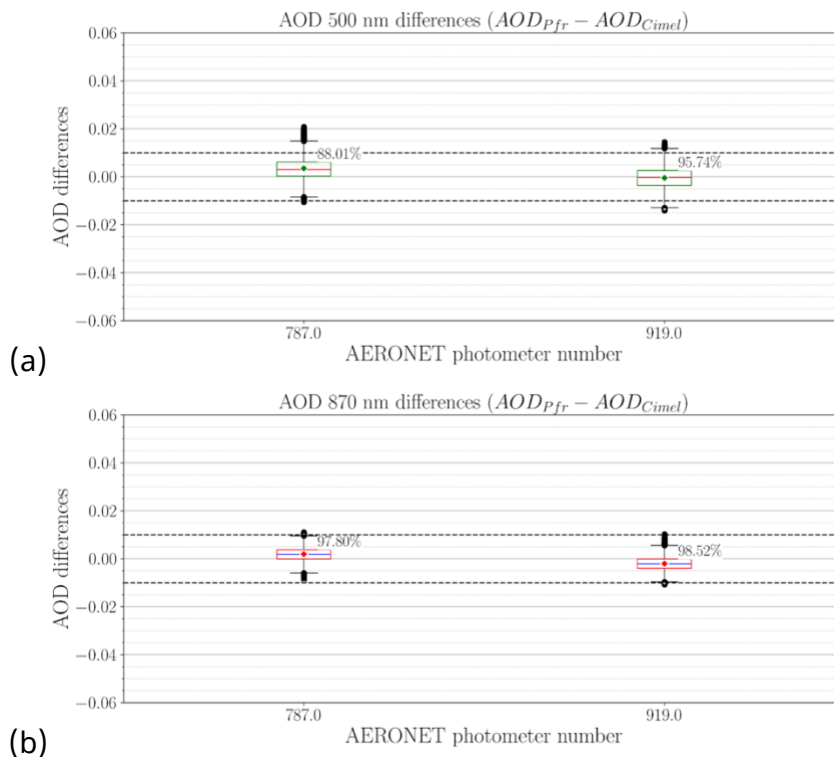 AOD 500 nm differences (AOD_Pfr − AOD_Cimel)
0.06
0.04
0.02
0.00
−0.02
−0.04
−0.06
AOD differences
88.01%
95.74%
787.0
919.0
AERONET photometer number
(a)
AOD 870 nm differences (AOD_Pfr − AOD_Cimel)
0.06
0.04
0.02
0.00
−0.02
−0.04
−0.06
AOD differences
97.80%
98.52%
787.0
919.0
AERONET photometer number
(b)